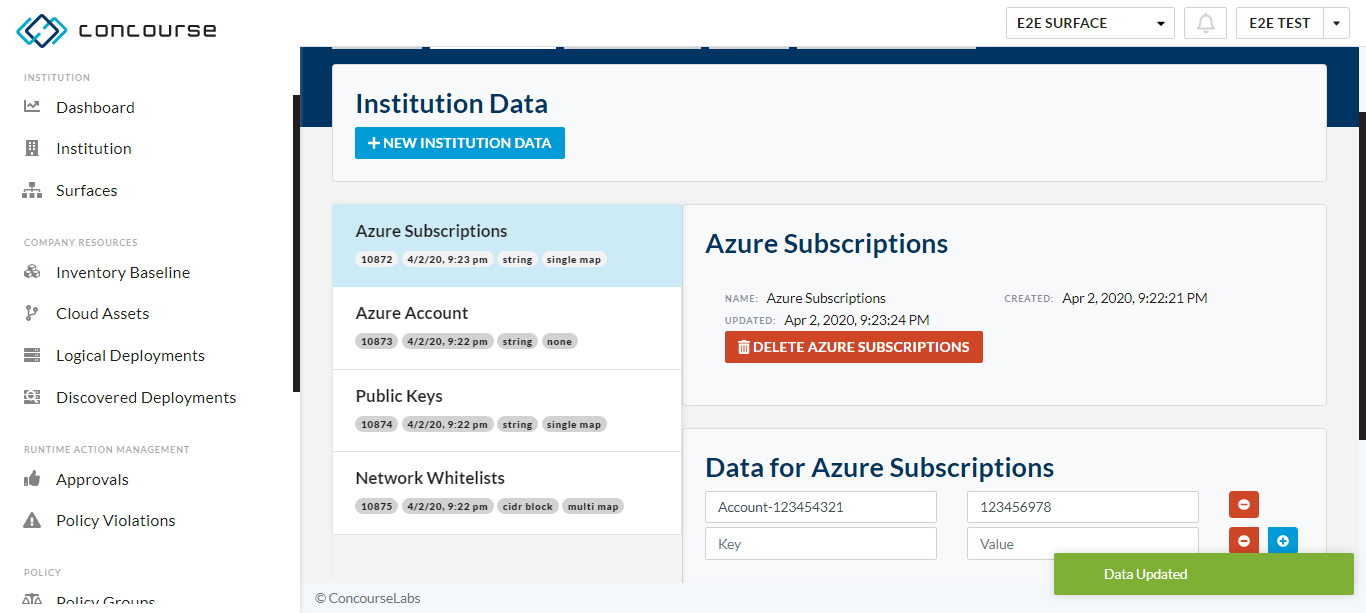 concourse
E2E SURFACE
E2E TEST
INSTITUTION
Dashboard
Institution
Surfaces
COMPANY RESOURCES
Inventory Baseline
Cloud Assets
Logical Deployments
Discovered Deployments
RUNTIME ACTION MANAGEMENT
Approvals
Policy Violations
POLICY
Policy Groups
Institution Data
NEW INSTITUTION DATA
Azure Subscriptions
10872 4/2/20, 9:23 pm string single map
Azure Account
10873 4/2/20, 9:22 pm string none
Public Keys
10874 4/2/20, 9:22 pm string single map
Network Whitelists
10875 4/2/20, 9:22 pm cidr block multi map
Azure Subscriptions
NAME: Azure Subscriptions CREATED: Apr 2, 2020, 9:22:21 PM
UPDATED: Apr 2, 2020, 9:23:24 PM
DELETE AZURE SUBSCRIPTIONS
Data for Azure Subscriptions
Account-123454321 123456978
Key Value
Data Updated
© ConcourseLabs